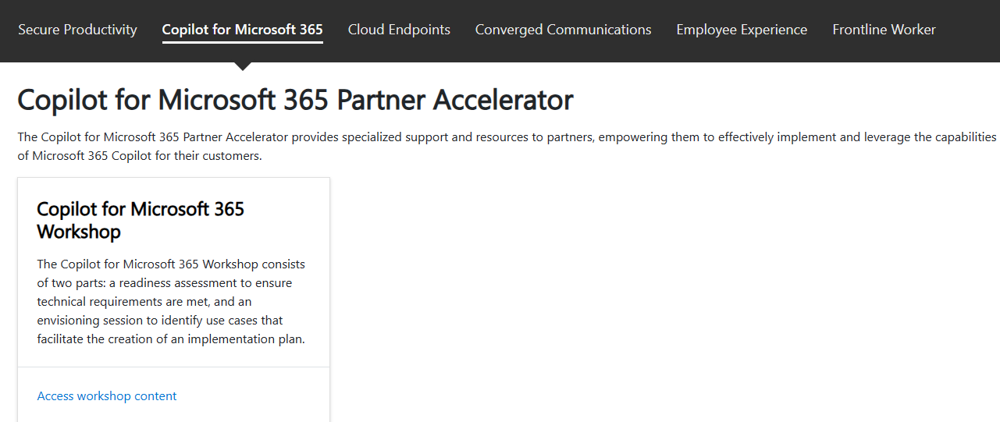 Secure Productivity Copilot for Microsoft 365 Cloud Endpoints Converged Communications Employee Experience Frontline Worker
Copilot for Microsoft 365 Partner Accelerator
The Copilot for Microsoft 365 Partner Accelerator provides specialized support and resources to partners, empowering them to effectively implement and leverage the capabilities
of Microsoft 365 Copilot for their customers.
Copilot for Microsoft 365
Workshop
The Copilot for Microsoft 365 Workshop consists
of two parts: a readiness assessment to ensure
technical requirements are met, and an
envisioning session to identify use cases that
facilitate the creation of an implementation plan.
Access workshop content